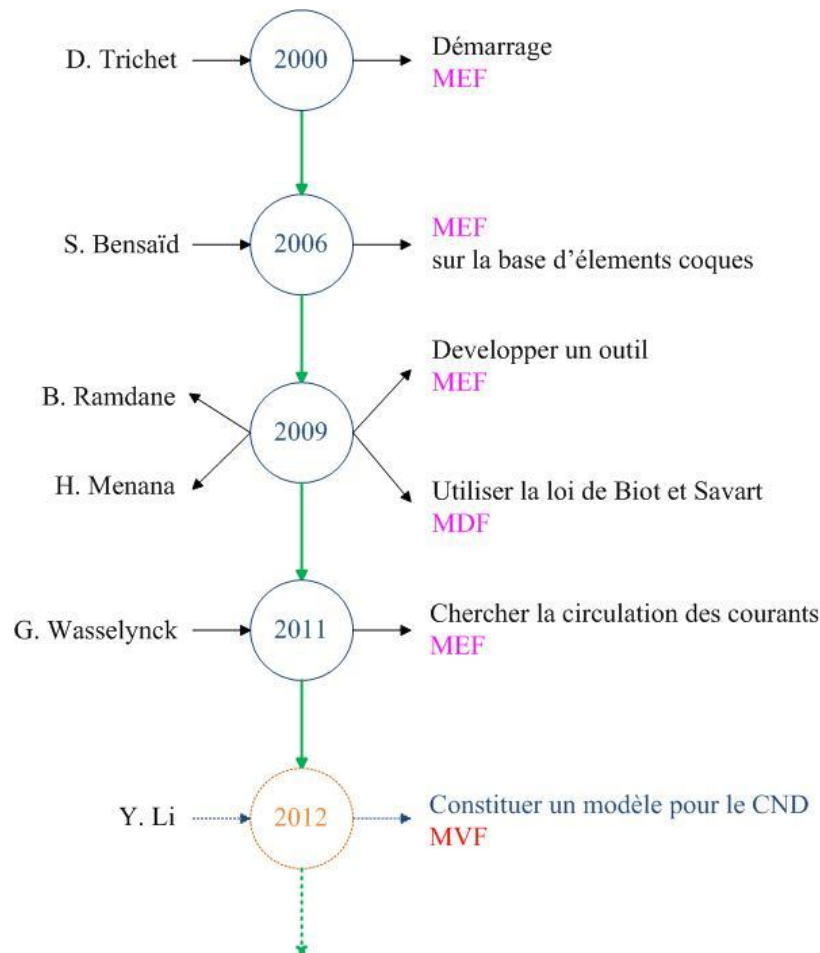 D. Trichet
2000
Démarrage
MEF
S. Bensaïd
2006
MEF
sur la base d'élements coques
B. Ramdane
H. Menana
2009
Developper un outil
MEF
Utiliser la loi de Biot et Savart
MDF
G. Wasselynck
2011
Chercher la circulation des courants
MEF
Y. Li
2012
Constituer un modèle pour le CND
MVF